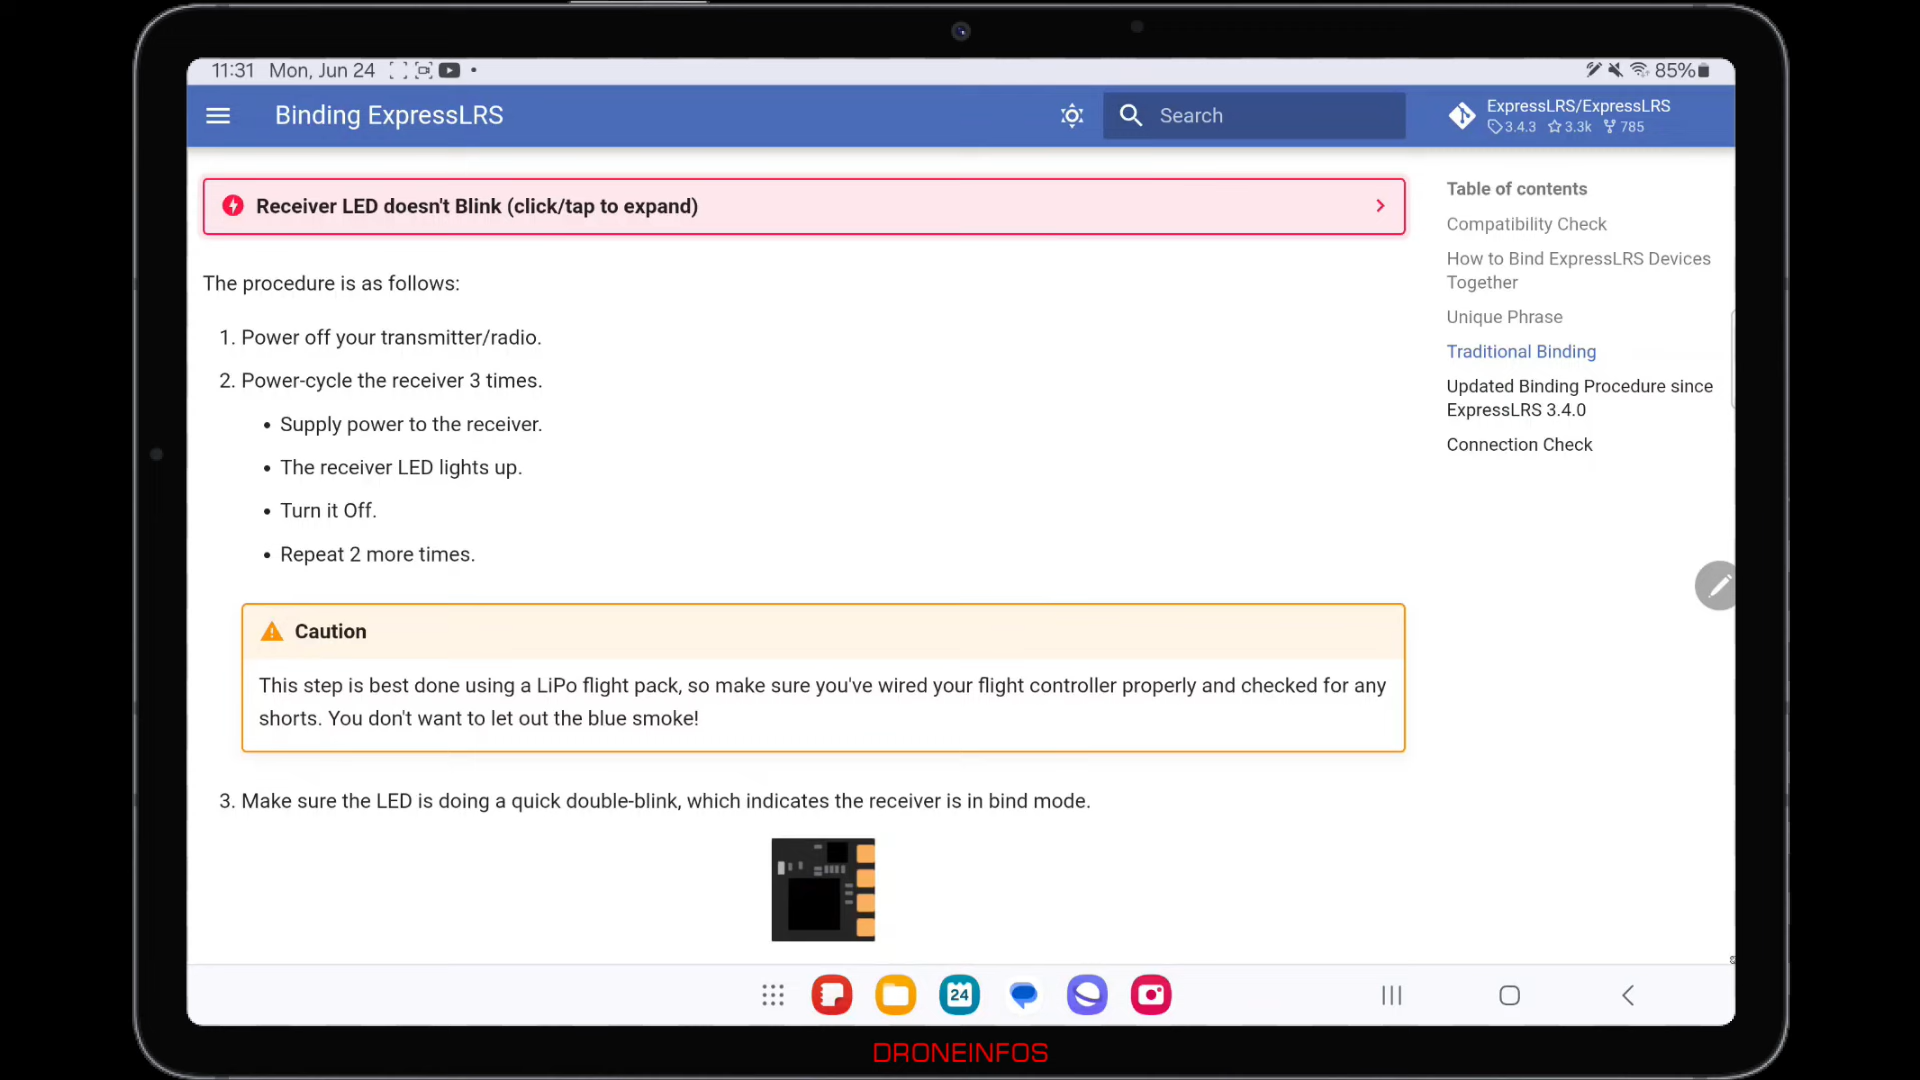 11:31 Mon, Jun 24
85%
Binding ExpressLRS
Search
ExpressLRS/ExpressLRS
3.4.3 3.3k 785
Receiver LED doesn't Blink (click/tap to expand)
The procedure is as follows:
1. Power off your transmitter/radio.
2. Power-cycle the receiver 3 times.
• Supply power to the receiver.
• The receiver LED lights up.
• Turn it Off.
• Repeat 2 more times.
Caution
This step is best done using a LiPo flight pack, so make sure you've wired your flight controller properly and checked for any
shorts. You don't want to let out the blue smoke!
3. Make sure the LED is doing a quick double-blink, which indicates the receiver is in bind mode.
Table of contents
Compatibility Check
How to Bind ExpressLRS Devices
Together
Unique Phrase
Traditional Binding
Updated Binding Procedure since
ExpressLRS 3.4.0
Connection Check
24
DRONEINFOS